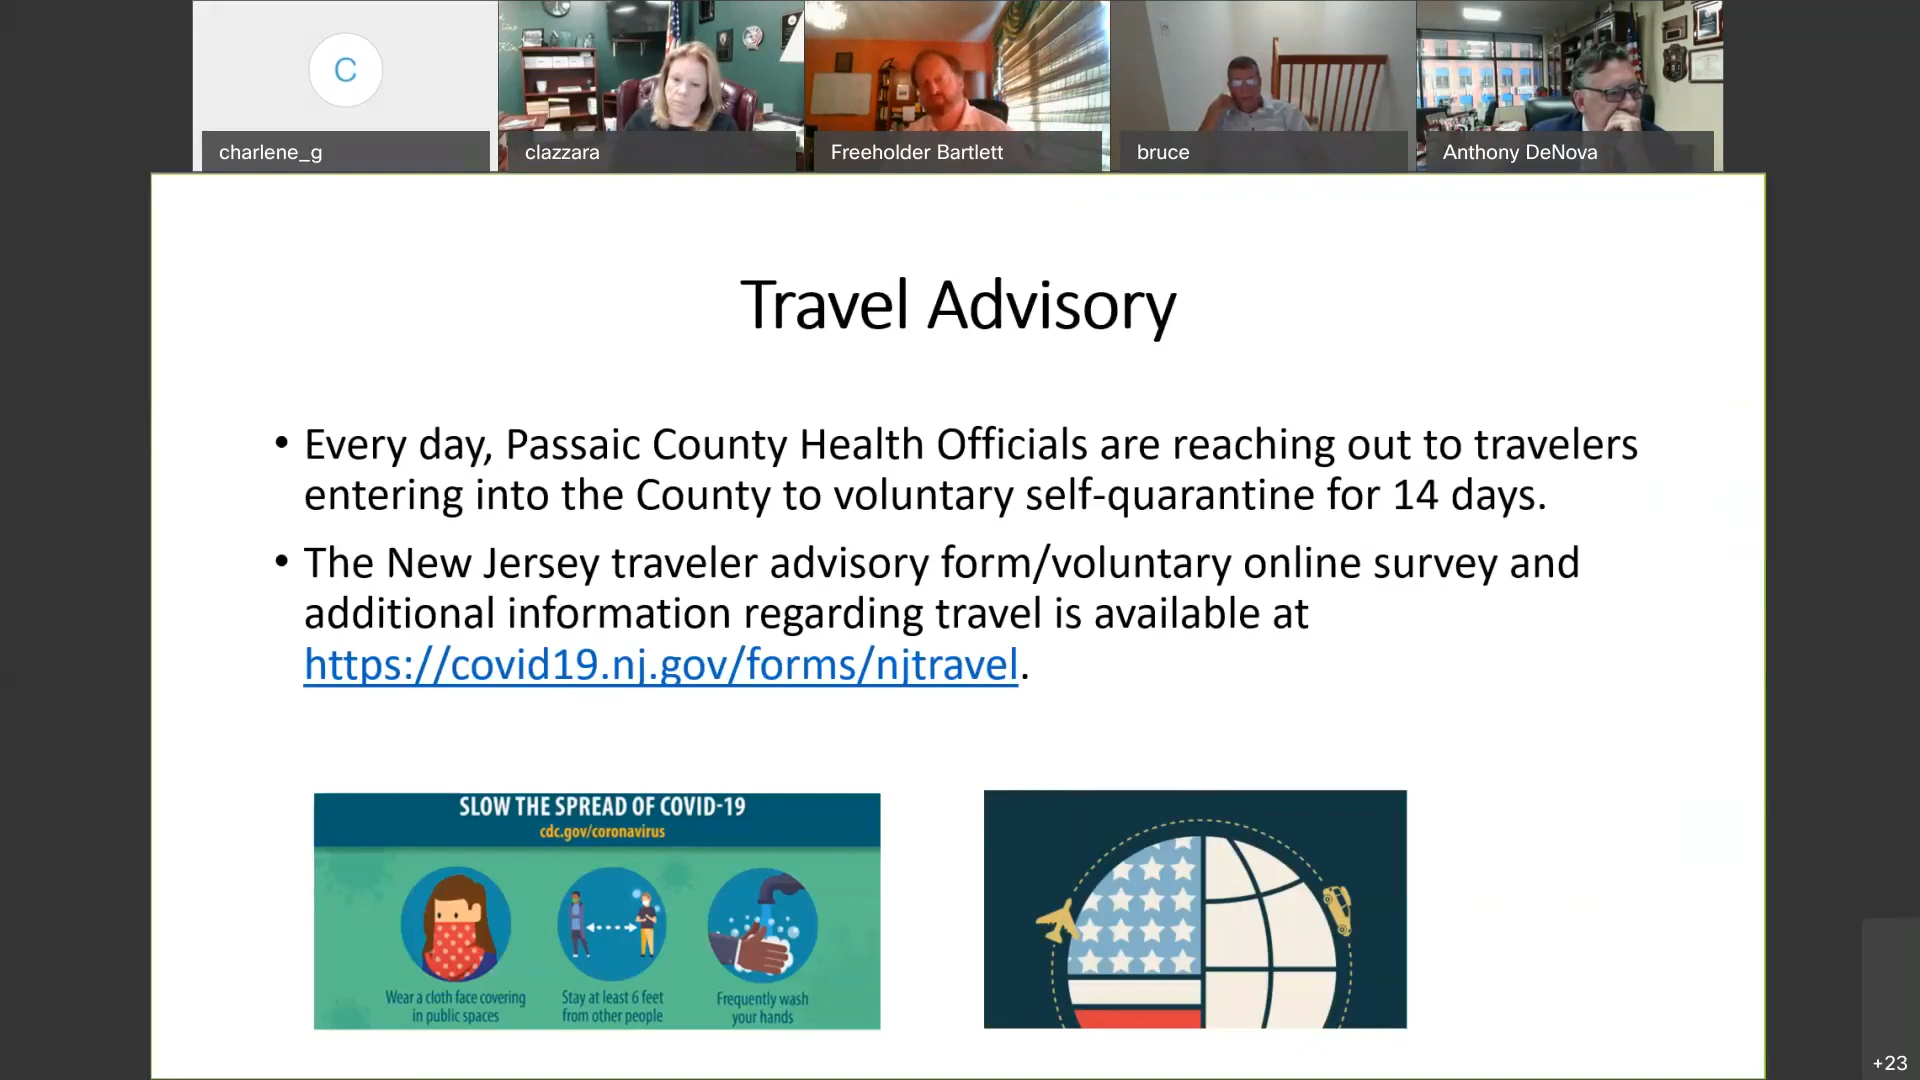 C
charlene_g
clazzara
Freeholder Bartlett
bruce
Anthony DeNova
Travel Advisory
• Every day, Passaic County Health Officials are reaching out to travelers
entering into the County to voluntary self-quarantine for 14 days.
• The New Jersey traveler advisory form/voluntary online survey and
additional information regarding travel is available at
https://covid19.nj.gov/forms/njtravel.
SLOW THE SPREAD OF COVID-19
cdc.gov/coronavirus
Wear a cloth face covering
in public spaces
Stay at least 6 feet
from other people
Frequently wash
your hands
+23